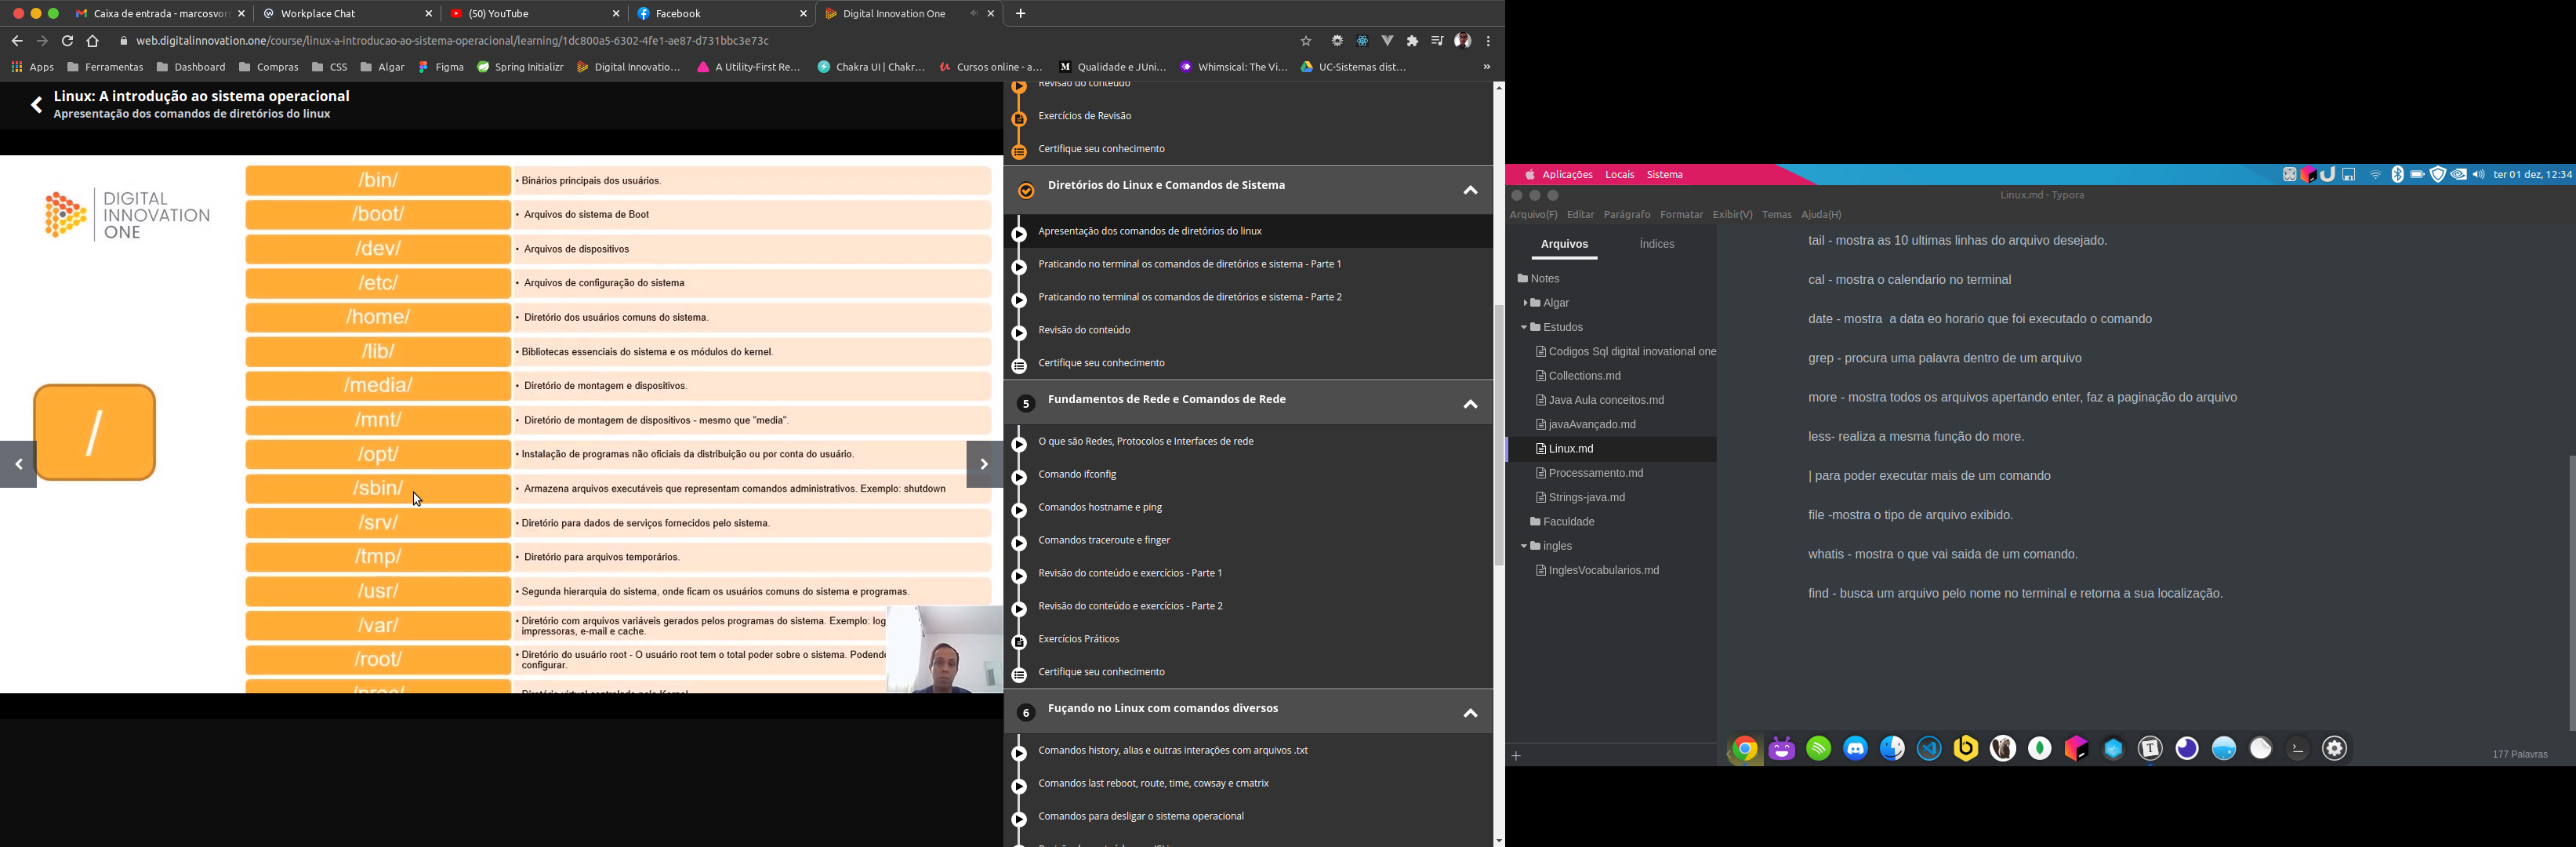 Caixa de entrada - marcosvor
Workplace Chat
(50) YouTube
Facebook
Digital Innovation One
web.digitalinnovation.one/course/linux-a-introducao-ao-sistema-operacional/learning/1dc800a5-6302-4fe1-ae87-d731bbc3e73c
Apps
Ferramentas
Dashboard
Compras
CSS
Algar
Figma
Spring Initializr
Digital Innovatio...
A Utility-First Re...
Chakra UI | Chakr...
Cursos online - a...
Qualidade e JUni...
Whimsical: The Vi...
UC-Sistemas dist...
Linux: A introdução ao sistema operacional
Apresentação dos comandos de diretórios do linux
DIGITAL
INNOVATION
ONE
/
/bin/ • Binários principais dos usuários.
/boot/ • Arquivos do sistema de Boot
/dev/ • Arquivos de dispositivos
/etc/ • Arquivos de configuração do sistema
/home/ • Diretório dos usuários comuns do sistema.
/lib/ • Bibliotecas essenciais do sistema e os módulos do kernel.
/media/ • Diretório de montagem e dispositivos.
/mnt/ • Diretório de montagem de dispositivos - mesmo que "media".
/opt/ • Instalação de programas não oficiais da distribuição ou por conta do usuário.
/sbin/ • Armazena arquivos executáveis que representam comandos administrativos. Exemplo: shutdown
/srv/ • Diretório para dados de serviços fornecidos pelo sistema.
/tmp/ • Diretório para arquivos temporários.
/usr/ • Segunda hierarquia do sistema, onde ficam os usuários comuns do sistema e programas.
/var/ • Diretório com arquivos variáveis gerados pelos programas do sistema. Exemplo: log
impressoras, e-mail e cache.
/root/ • Diretório do usuário root - O usuário root tem o total poder sobre o sistema. Podend
configurar.
Revisão do conteúdo
Exercícios de Revisão
Certifique seu conhecimento
Diretórios do Linux e Comandos de Sistema
Apresentação dos comandos de diretórios do linux
Praticando no terminal os comandos de diretórios e sistema - Parte 1
Praticando no terminal os comandos de diretórios e sistema - Parte 2
Revisão do conteúdo
Certifique seu conhecimento
5 Fundamentos de Rede e Comandos de Rede
O que são Redes, Protocolos e Interfaces de rede
Comando ifconfig
Comandos hostname e ping
Comandos traceroute e finger
Revisão do conteúdo e exercícios - Parte 1
Revisão do conteúdo e exercícios - Parte 2
Exercícios Práticos
Certifique seu conhecimento
6 Fuçando no Linux com comandos diversos
Comandos history, alias e outras interações com arquivos .txt
Comandos last reboot, route, time, cowsay e cmatrix
Comandos para desligar o sistema operacional
Aplicações Locais Sistema
ter 01 dez, 12:34
Linux.md - Typora
Arquivo(F) Editar Parágrafo Formatar Exibir(V) Temas Ajuda(H)
Arquivos Índices
Notes
Algar
Estudos
Codigos Sql digital inovational one
Collections.md
Java Aula conceitos.md
javaAvançado.md
Linux.md
Processamento.md
Strings-java.md
Faculdade
ingles
InglesVocabularios.md
tail - mostra as 10 ultimas linhas do arquivo desejado.
cal - mostra o calendario no terminal
date - mostra a data eo horario que foi executado o comando
grep - procura uma palavra dentro de um arquivo
more - mostra todos os arquivos apertando enter, faz a paginação do arquivo
less- realiza a mesma função do more.
| para poder executar mais de um comando
file -mostra o tipo de arquivo exibido.
whatis - mostra o que vai saida de um comando.
find - busca um arquivo pelo nome no terminal e retorna a sua localização.
177 Palavras